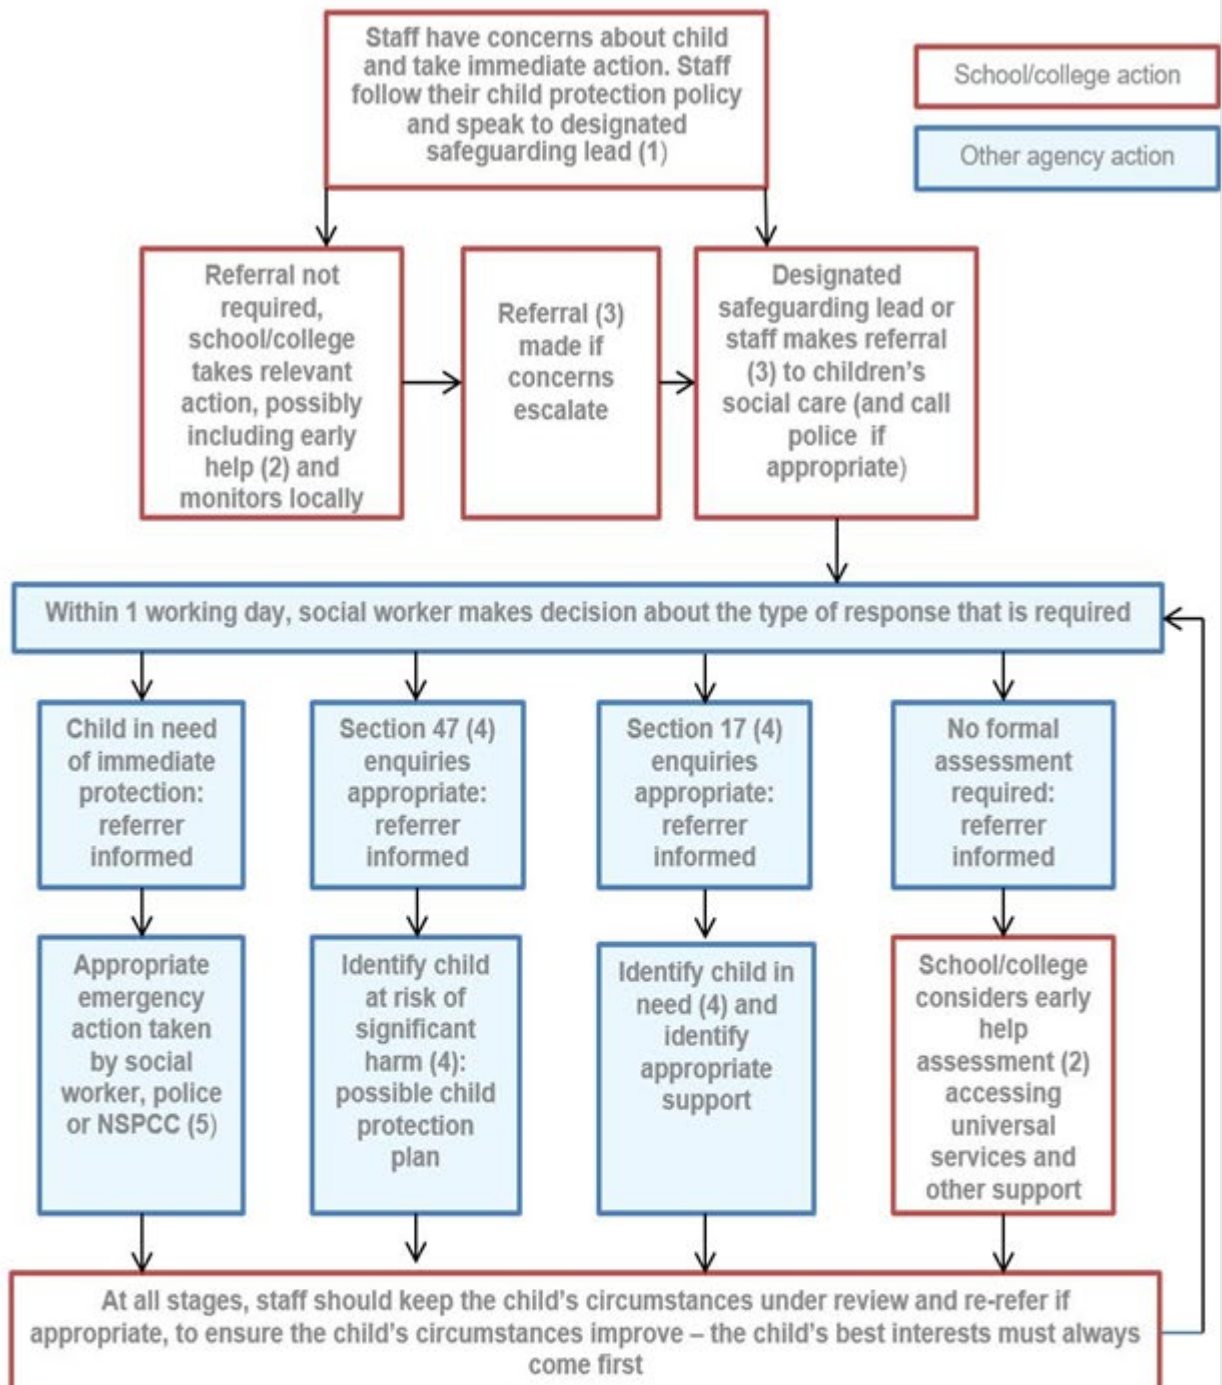 Staff have concerns about child
and take immediate action. Staff
follow their child protection policy
and speak to designated
safeguarding lead (1)
School/college action
Other agency action
Referral not
required,
school/college
takes relevant
action, possibly
including early
help (2) and
monitors locally
Referral (3)
made if
concerns
escalate
Designated
safeguarding lead or
staff makes referral
(3) to children’s
social care (and call
police if
appropriate)
Within 1 working day, social worker makes decision about the type of response that is required
Child in need
of immediate
protection:
referrer
informed
Section 47 (4)
enquiries
appropriate:
referrer
informed
Section 17 (4)
enquiries
appropriate:
referrer
informed
No formal
assessment
required:
referrer
informed
Appropriate
emergency
action taken
by social
worker, police
or NSPCC (5)
Identify child
at risk of
significant
harm (4):
possible child
protection
plan
Identify child in
need (4) and
identify
appropriate
support
School/college
considers early
help
assessment (2)
accessing
universal
services and
other support
At all stages, staff should keep the child’s circumstances under review and re-refer if
appropriate, to ensure the child’s circumstances improve – the child’s best interests must always
come first